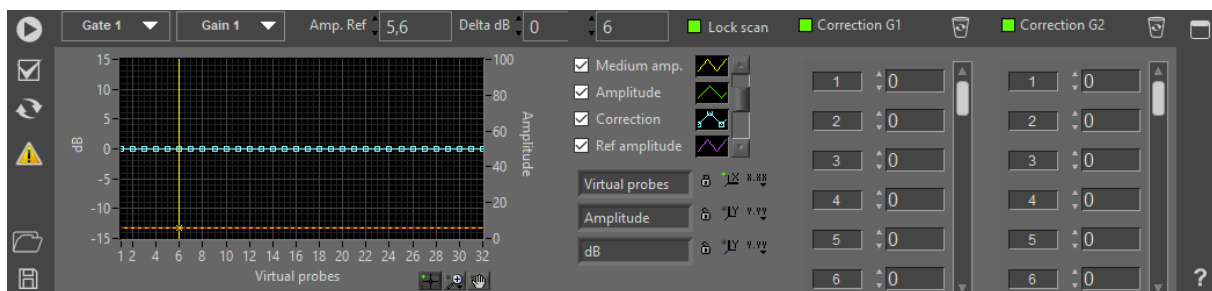 Gate 1 Gain 1 Amp. Ref 5,6 Delta dB 0 6 Lock scan Correction G1 Correction G2
15 100
10
80
5
60
0
40
-5
20
-10
-15 0
dB
Amplitude
1 2 4 6 8 10 12 14 16 18 20 22 24 26 28 30 32
Virtual probes
Medium amp.
Amplitude
Correction
Ref amplitude
Virtual probes X X.XX
Amplitude Y Y.YY
dB Y Y.YY
1 0
2 0
3 0
4 0
5 0
6 0
1 0
2 0
3 0
4 0
5 0
6 0
?